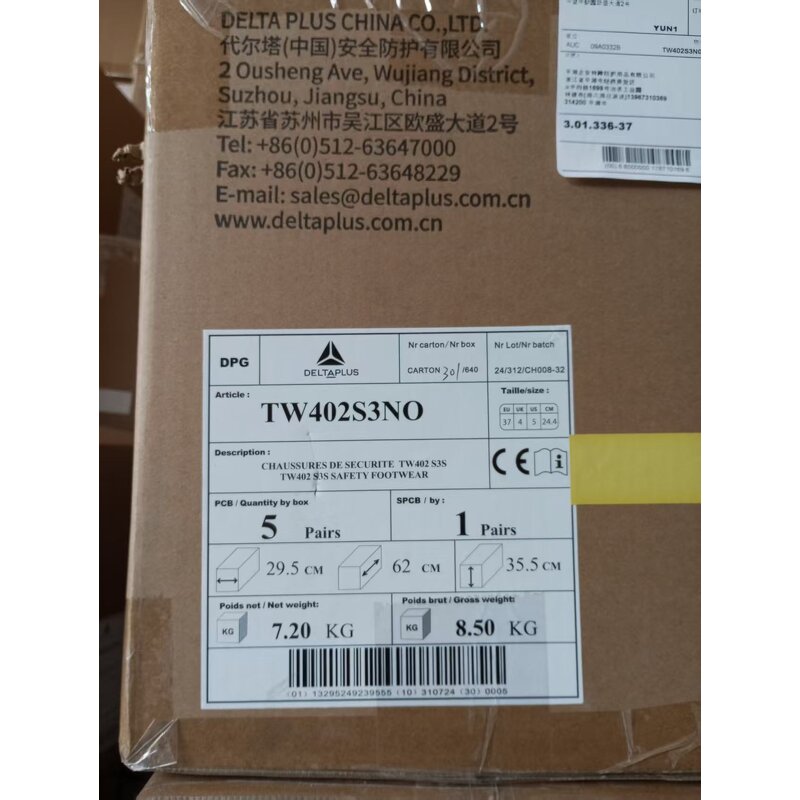 DELTA PLUS CHINA CO.,LTD.
代尔塔(中国)安全防护有限公司
2 Ousheng Ave, Wujiang District,
Suzhou, Jiangsu, China
江苏省苏州市吴江区欧盛大道2号
Tel: +86(0)512-63647000
Fax: +86(0)512-63648229
E-mail: sales@deltaplus.com.cn
www.deltaplus.com.cn
YUN1
AUC 09A0332B
TW402S3NO
314200
3.01.336-37
DPG
DELTAPLUS
Nr carton/Nr box
CARTON 301/640
Nr Lot/Nr batch
24/312/CH008-32
Article :
TW402S3NO
Taille/size :
EU UK US CM
37 4 5 24.4
Description :
CHAUSSURES DE SECURITE TW402 S3S
TW402 S3S SAFETY FOOTWEAR
CE i
PCB / Quantity by box
5 Pairs
SPCB / by :
1 Pairs
29.5 CM
62 CM
35.5 CM
Poids net / Net weight:
KG 7.20 KG
Poids brut / Gross weight:
KG 8.50 KG
(01) 13295249239555 (10) 310724 (30) 0005